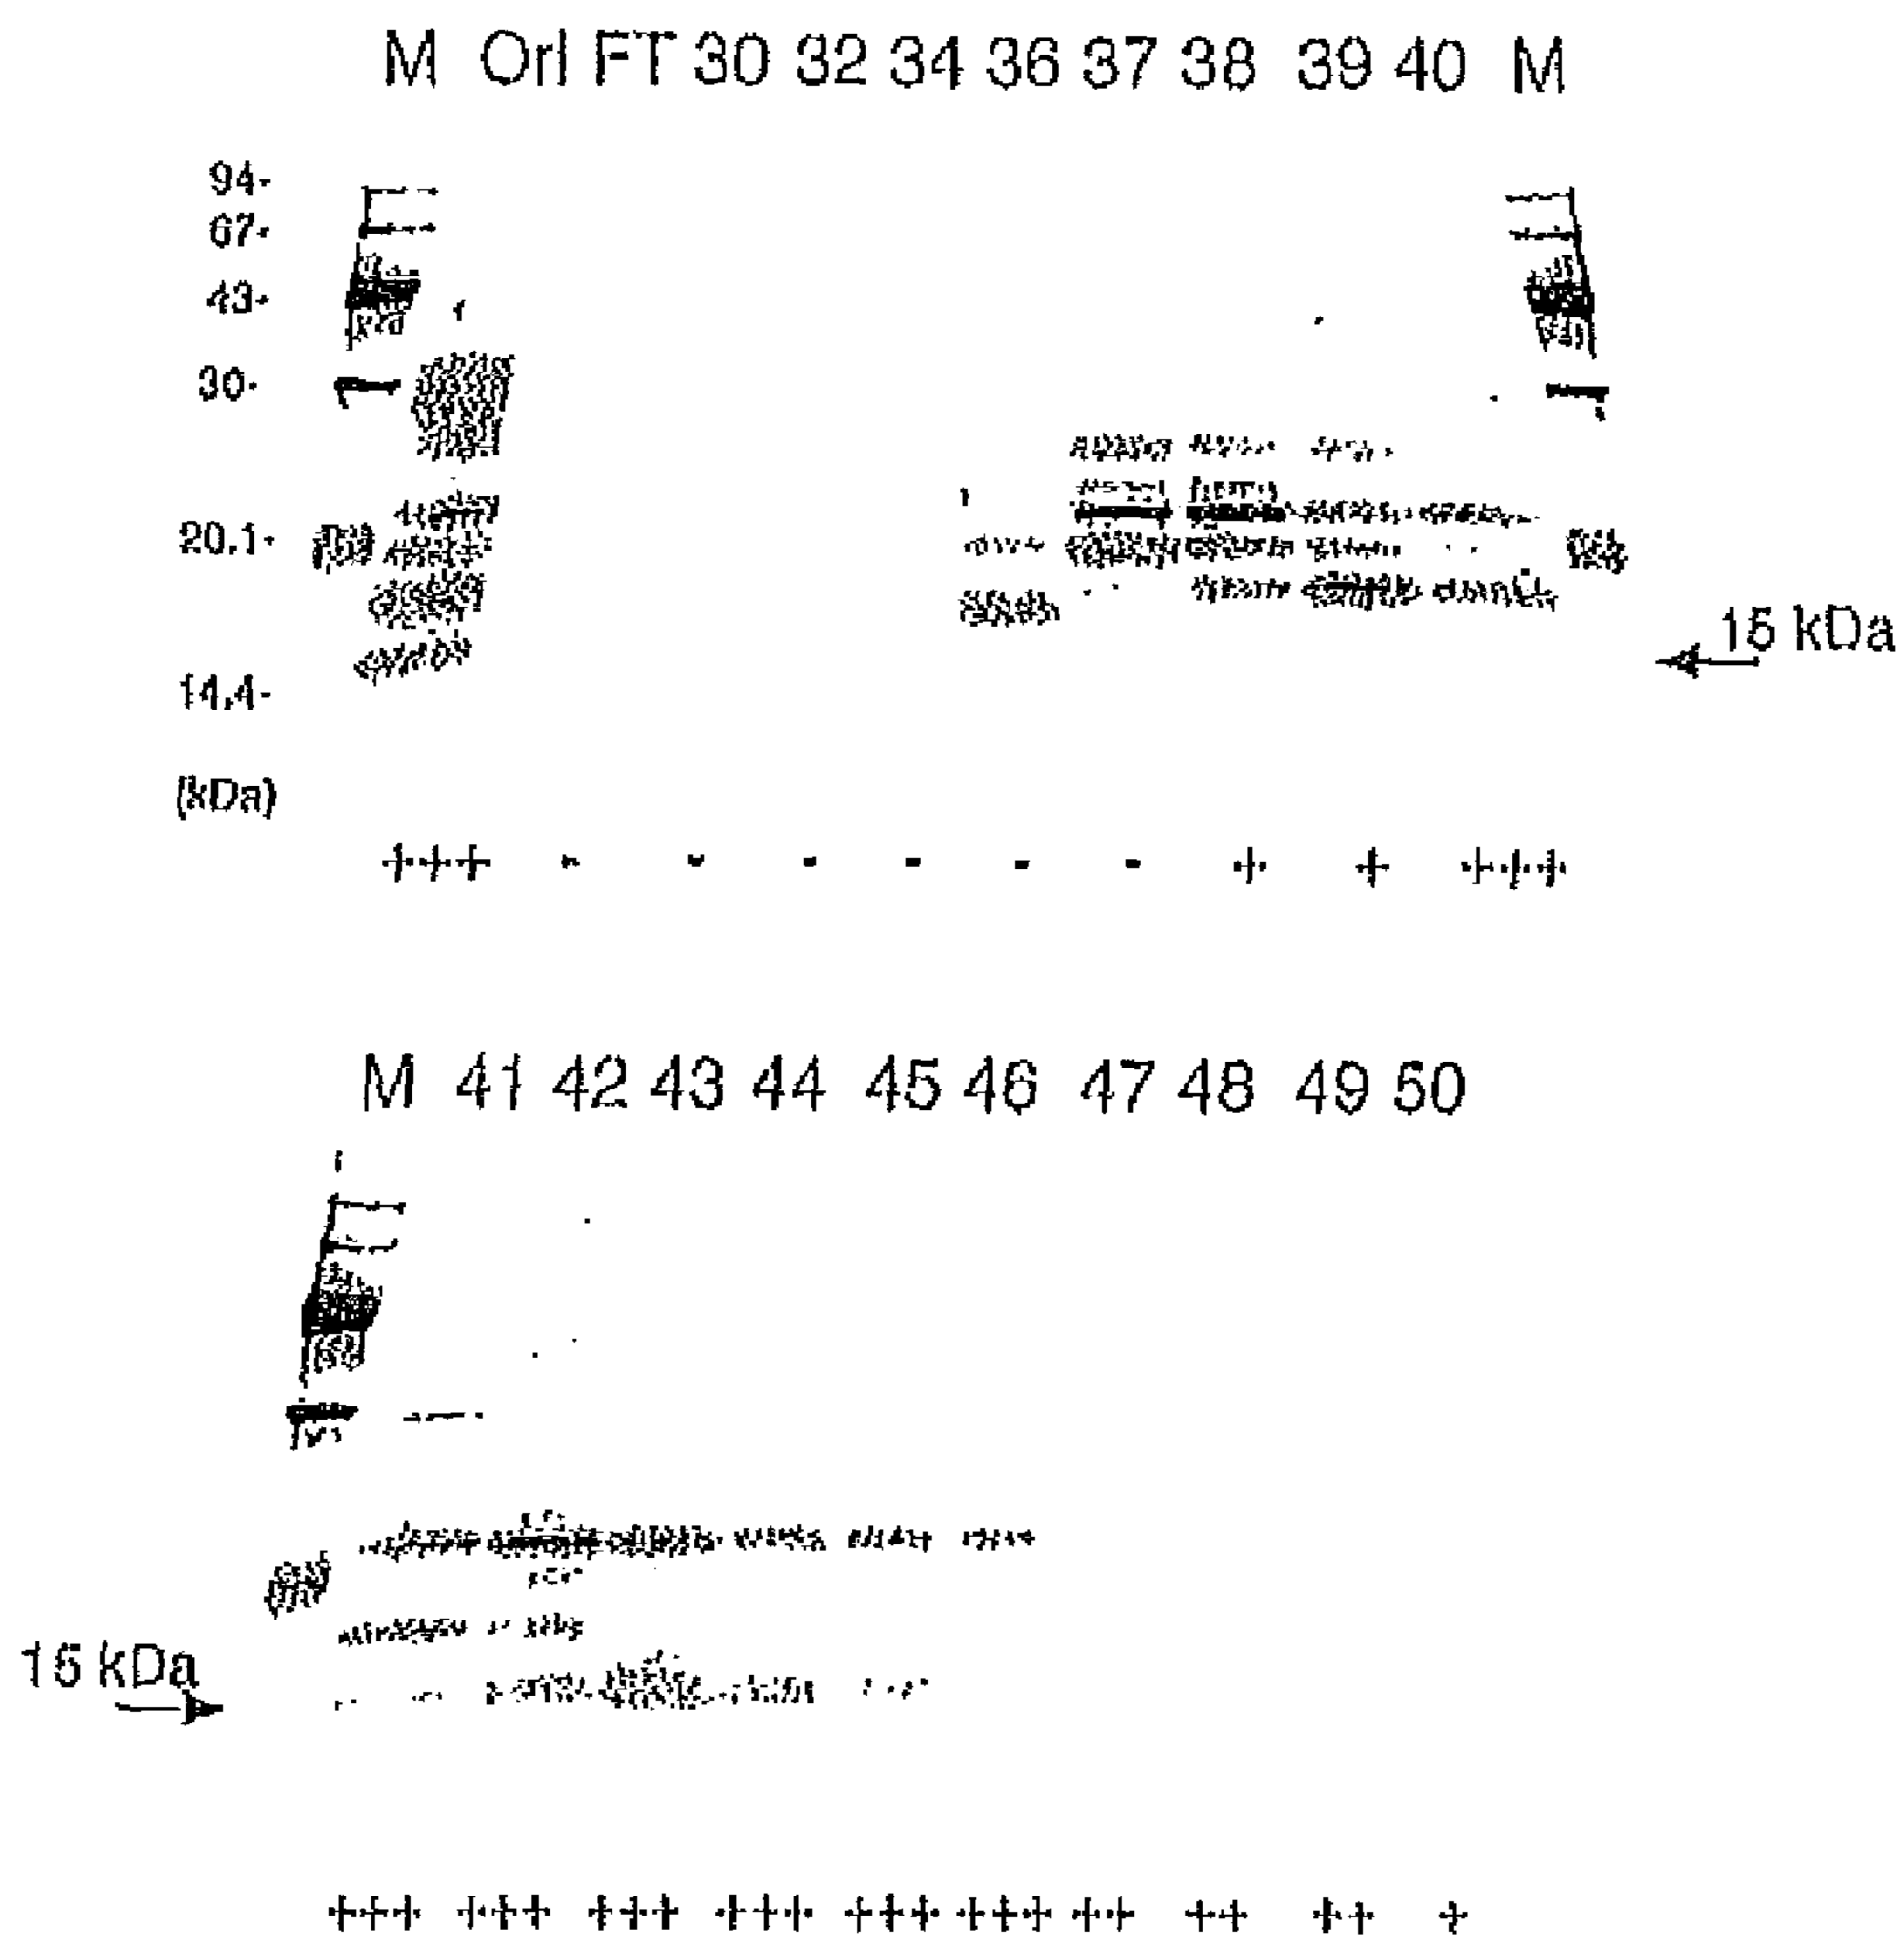 M Orl FT 30 32 34 36 37 38 39 40 M
94-
67-
43-
30-
20.1-
15 kDa
14.4-
(kDa)
+++ - - - - - - + + +++
M 41 42 43 44 45 46 47 48 49 50
15 kDa
+++ +++ +++ +++ +++ +++ ++ ++ ++ +